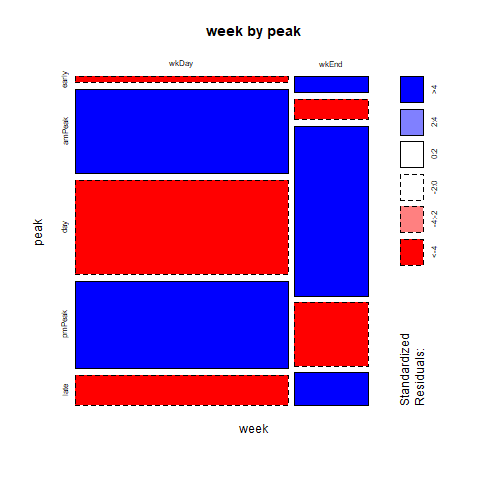 week by peak
wkDay
wkEnd
early
amPeak
day
pmPeak
late
peak
week
>4
2:4
0:2
-2:0
-4>2
<-4
Standardized
Residuals: